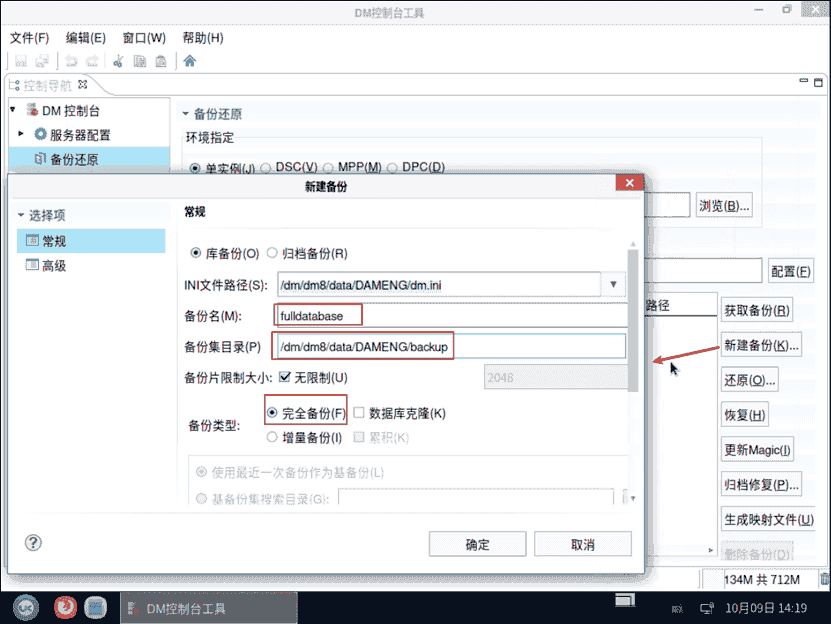 DM控制台工具
文件(F) 编辑(E) 窗口(W) 帮助(H)
控制导航
DM 控制台
服务器配置
备份还原
备份还原
环境指定
单实例(J) DSC(V) MPP(M) DPC(D)
浏览(B)...
配置(F)
路径
获取备份(R)
新建备份(K)...
还原(O)...
恢复(H)
更新Magic(I)
归档修复(P)...
生成映射文件(U)
删除备份(D)
新建备份
选择项
常规
高级
常规
库备份(O) 归档备份(R)
INI文件路径(S): /dm/dm8/data/DAMENG/dm.ini
备份名(M): fulldatabase
备份集目录(P) /dm/dm8/data/DAMENG/backup
备份片限制大小: 无限制(U) 2048
备份类型: 完全备份(F) 数据库克隆(K)
增量备份(I) 累积(K)
使用最近一次备份作为基备份(L)
基备份集搜索目录(G):
确定 取消
134M 共 712M
DM控制台工具
10月09日 14:19